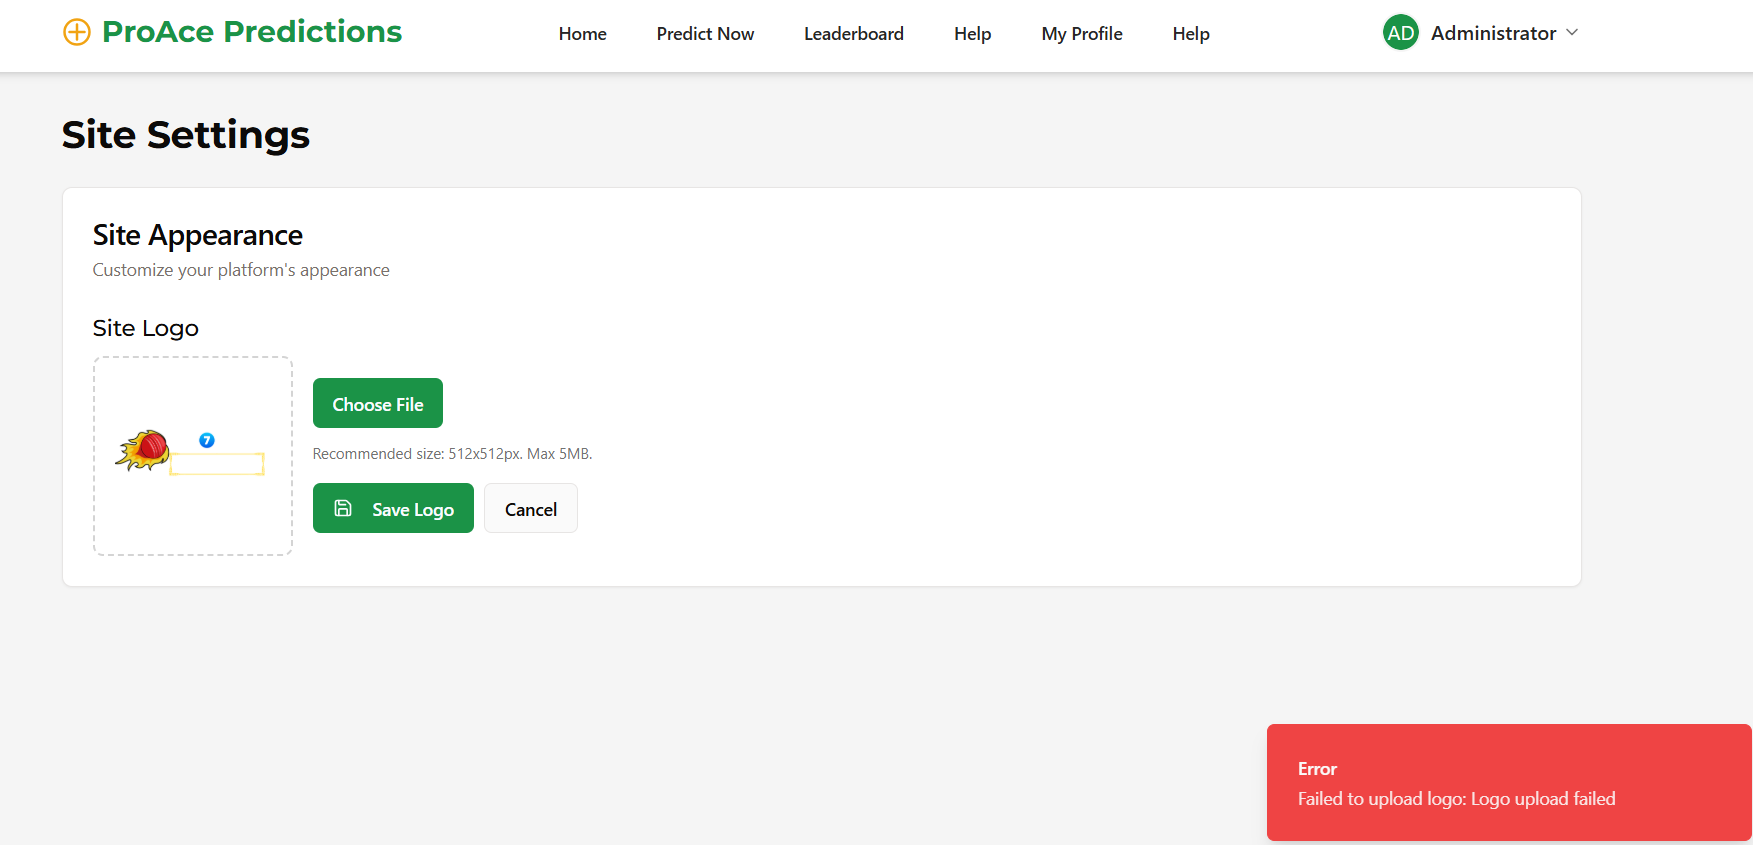 ProAce Predictions
Home
Predict Now
Leaderboard
Help
My Profile
Help
AD
Administrator
Site Settings
Site Appearance
Customize your platform's appearance
Site Logo
7
Choose File
Recommended size: 512x512px. Max 5MB.
Save Logo
Cancel
Error
Failed to upload logo: Logo upload failed